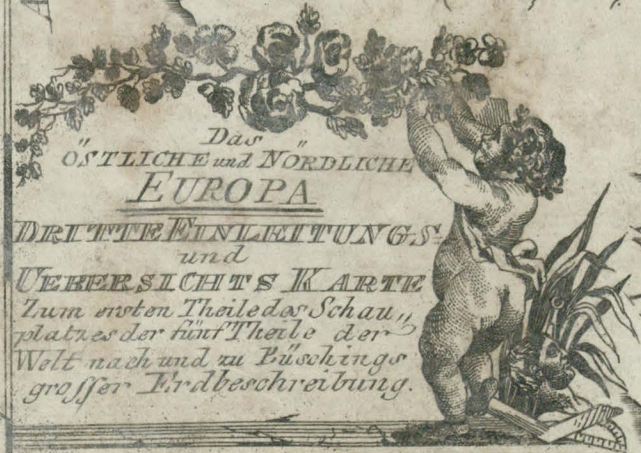 Das
ÖSTLICHE und NÖRDLICHE
EUROPA
DRITTE EINLEITUNGS-
und
UEBERSICHTS KARTE
Zum ersten Theile des Schau„
platzes der fünf Theile der
Welt nach und zu Büschings
grosser Erdbeschreibung.